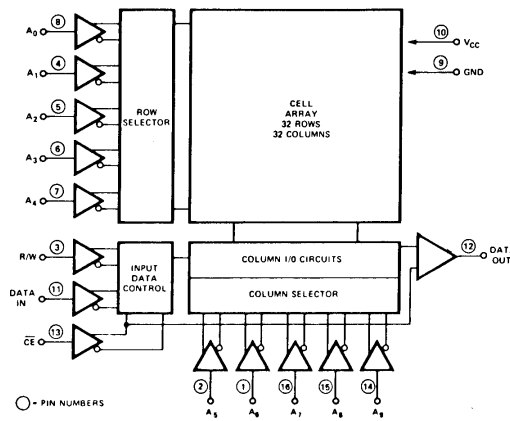 A0 8
A1 4
A2 5
A3 6
A4 7
ROW
SELECTOR
CELL
ARRAY
32 ROWS
32 COLUMNS
10 VCC
9 GND
R/W 3
DATA
IN 11
CE 13
INPUT
DATA
CONTROL
COLUMN I/O CIRCUITS
COLUMN SELECTOR
12 DATA
OUT
2 1 16 15 14
A5 A6 A7 A8 A9
= PIN NUMBERS